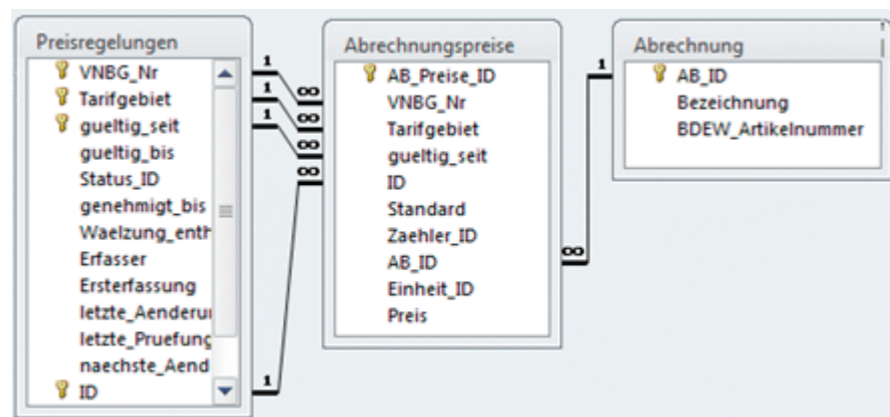 Preisregelungen
VNBG_Nr
Tarifgebiet
gueltig_seit
gueltig_bis
Status_ID
genehmigt_bis
Waelzung_enth
Erfasser
Ersterfassung
letzte_Aenderu
letzte_Pruefung
naechste_Aend
ID
1
1
1
1
∞
∞
∞
∞
Abrechnungspreise
AB_Preise_ID
VNBG_Nr
Tarifgebiet
gueltig_seit
ID
Standard
Zaehler_ID
AB_ID
Einheit_ID
Preis
1
∞
Abrechnung
AB_ID
Bezeichnung
BDEW_Artikelnummer